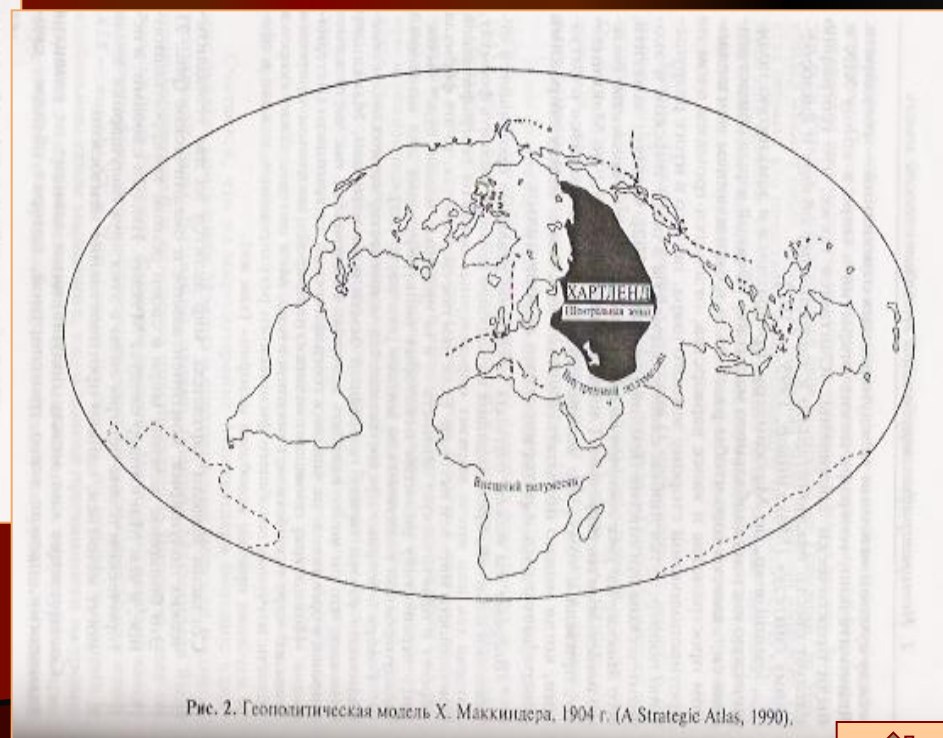 ХАРТЛЕНД
(Центральная зона)
Внутренний полумесяц
Внешний полумесяц
Рис. 2. Геополитическая модель Х. Маккиндера, 1904 г. (A Strategic Atlas, 1990).